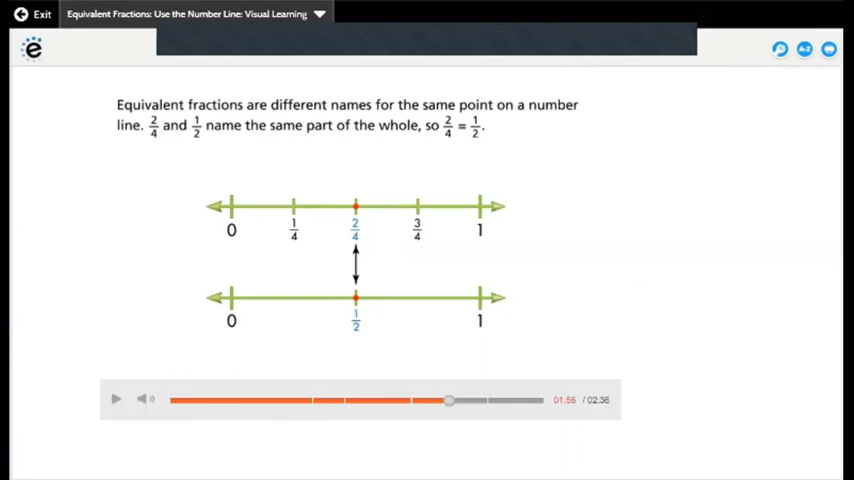 Exit Equivalent Fractions: Use the Number Line: Visual Learning
e A-Z
Equivalent fractions are different names for the same point on a number
line. 2/4 and 1/2 name the same part of the whole, so 2/4 = 1/2.
0 1/4 2/4 3/4 1
0 1/2 1
01:56 / 02:36